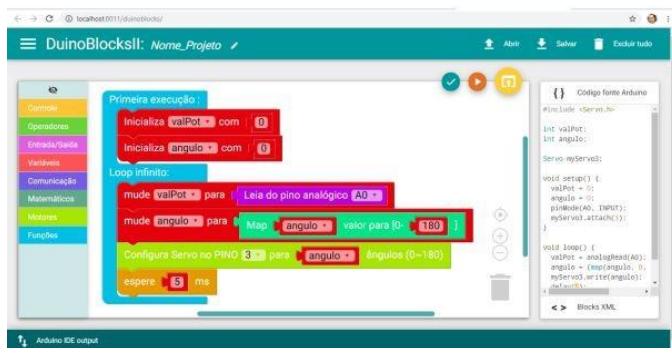 localhost:0011/duinoblocks/
DuinoBlocksII: Nome_Projeto
Abrir
Salvar
Excluir tudo
Controle
Operadores
Entrada/Saída
Variáveis
Comunicação
Matemáticos
Motores
Funções
Primeira execução :
Inicializa valPot com 0
Inicializa angulo com 0
Loop infinito:
mude valPot para Leia do pino analógico A0
mude angulo para Map angulo valor para [0- 180 ]
Configura Servo no PINO 3 para angulo ângulos (0~180)
espere 5 ms
{ } Código fonte Arduino
#include <Servo.h>
int valPot;
int angulo;
Servo myServo3;
void setup() {
valPot = 0;
angulo = 0;
pinMode(A0, INPUT);
myServo3.attach(3);
}
void loop() {
valPot = analogRead(A0);
angulo = (map(angulo, 0,
myServo3.write(angulo);
< > Blocks XML
Arduino IDE output